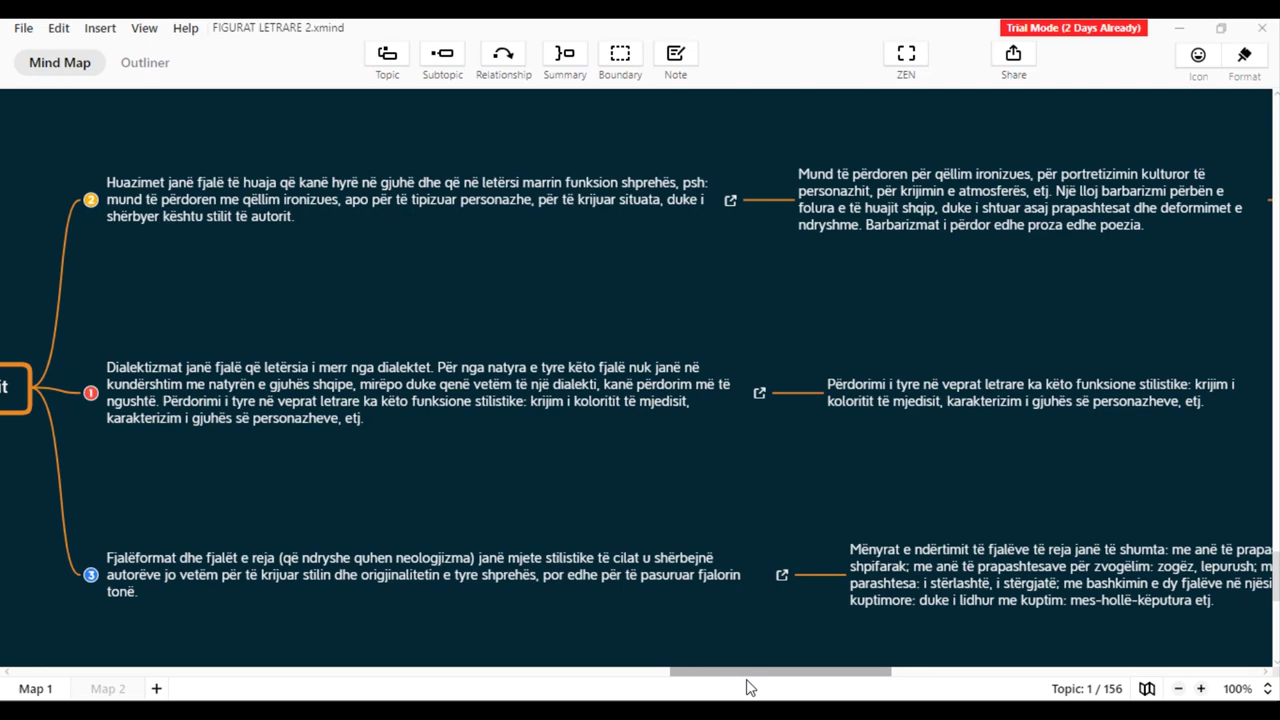 File Edit Insert View Help FIGURAT LETRARE 2.xmind
Trial Mode (2 Days Already)
Mind Map Outliner
Topic Subtopic Relationship Summary Boundary Note ZEN Share Icon Format
2
Huazimet janë fjalë të huaja që kanë hyrë në gjuhë dhe që në letërsi marrin funksion shprehës, psh:
mund të përdoren me qëllim ironizues, apo për të tipizuar personazhe, për të krijuar situata, duke i
shërbyer kështu stilit të autorit.
Mund të përdoren për qëllim ironizues, për portretizimin kulturor të
personazhit, për krijimin e atmosferës, etj. Një lloj barbarizmi përbën e
folura e të huajit shqip, duke i shtuar asaj prapashtesat dhe deformimet e
ndryshme. Barbarizmat i përdor edhe proza edhe poezia.
it
1
Dialektizmat janë fjalë që letërsia i merr nga dialektet. Për nga natyra e tyre këto fjalë nuk janë në
kundërshtim me natyrën e gjuhës shqipe, mirëpo duke qenë vetëm të një dialekti, kanë përdorim më të
ngushtë. Përdorimi i tyre në veprat letrare ka këto funksione stilistike: krijim i koloritit të mjedisit,
karakterizim i gjuhës së personazheve, etj.
Përdorimi i tyre në veprat letrare ka këto funksione stilistike: krijim i
koloritit të mjedisit, karakterizim i gjuhës së personazheve, etj.
3
Fjalëformat dhe fjalët e reja (që ndryshe quhen neologjizma) janë mjete stilistike të cilat u shërbejnë
autorëve jo vetëm për të krijuar stilin dhe origjinalitetin e tyre shprehës, por edhe për të pasuruar fjalorin
tonë.
Mënyrat e ndërtimit të fjalëve të reja janë të shumta: me anë të prapa
shpifarak; me anë të prapashtesave për zvogëlim: zogëz, lepurush; m
parashtesa: i stërlashtë, i stërgjatë; me bashkimin e dy fjalëve në njësi
kuptimore: duke i lidhur me kuptim: mes-hollë-këputura etj.
Map 1 Map 2
Topic: 1 / 156
100%